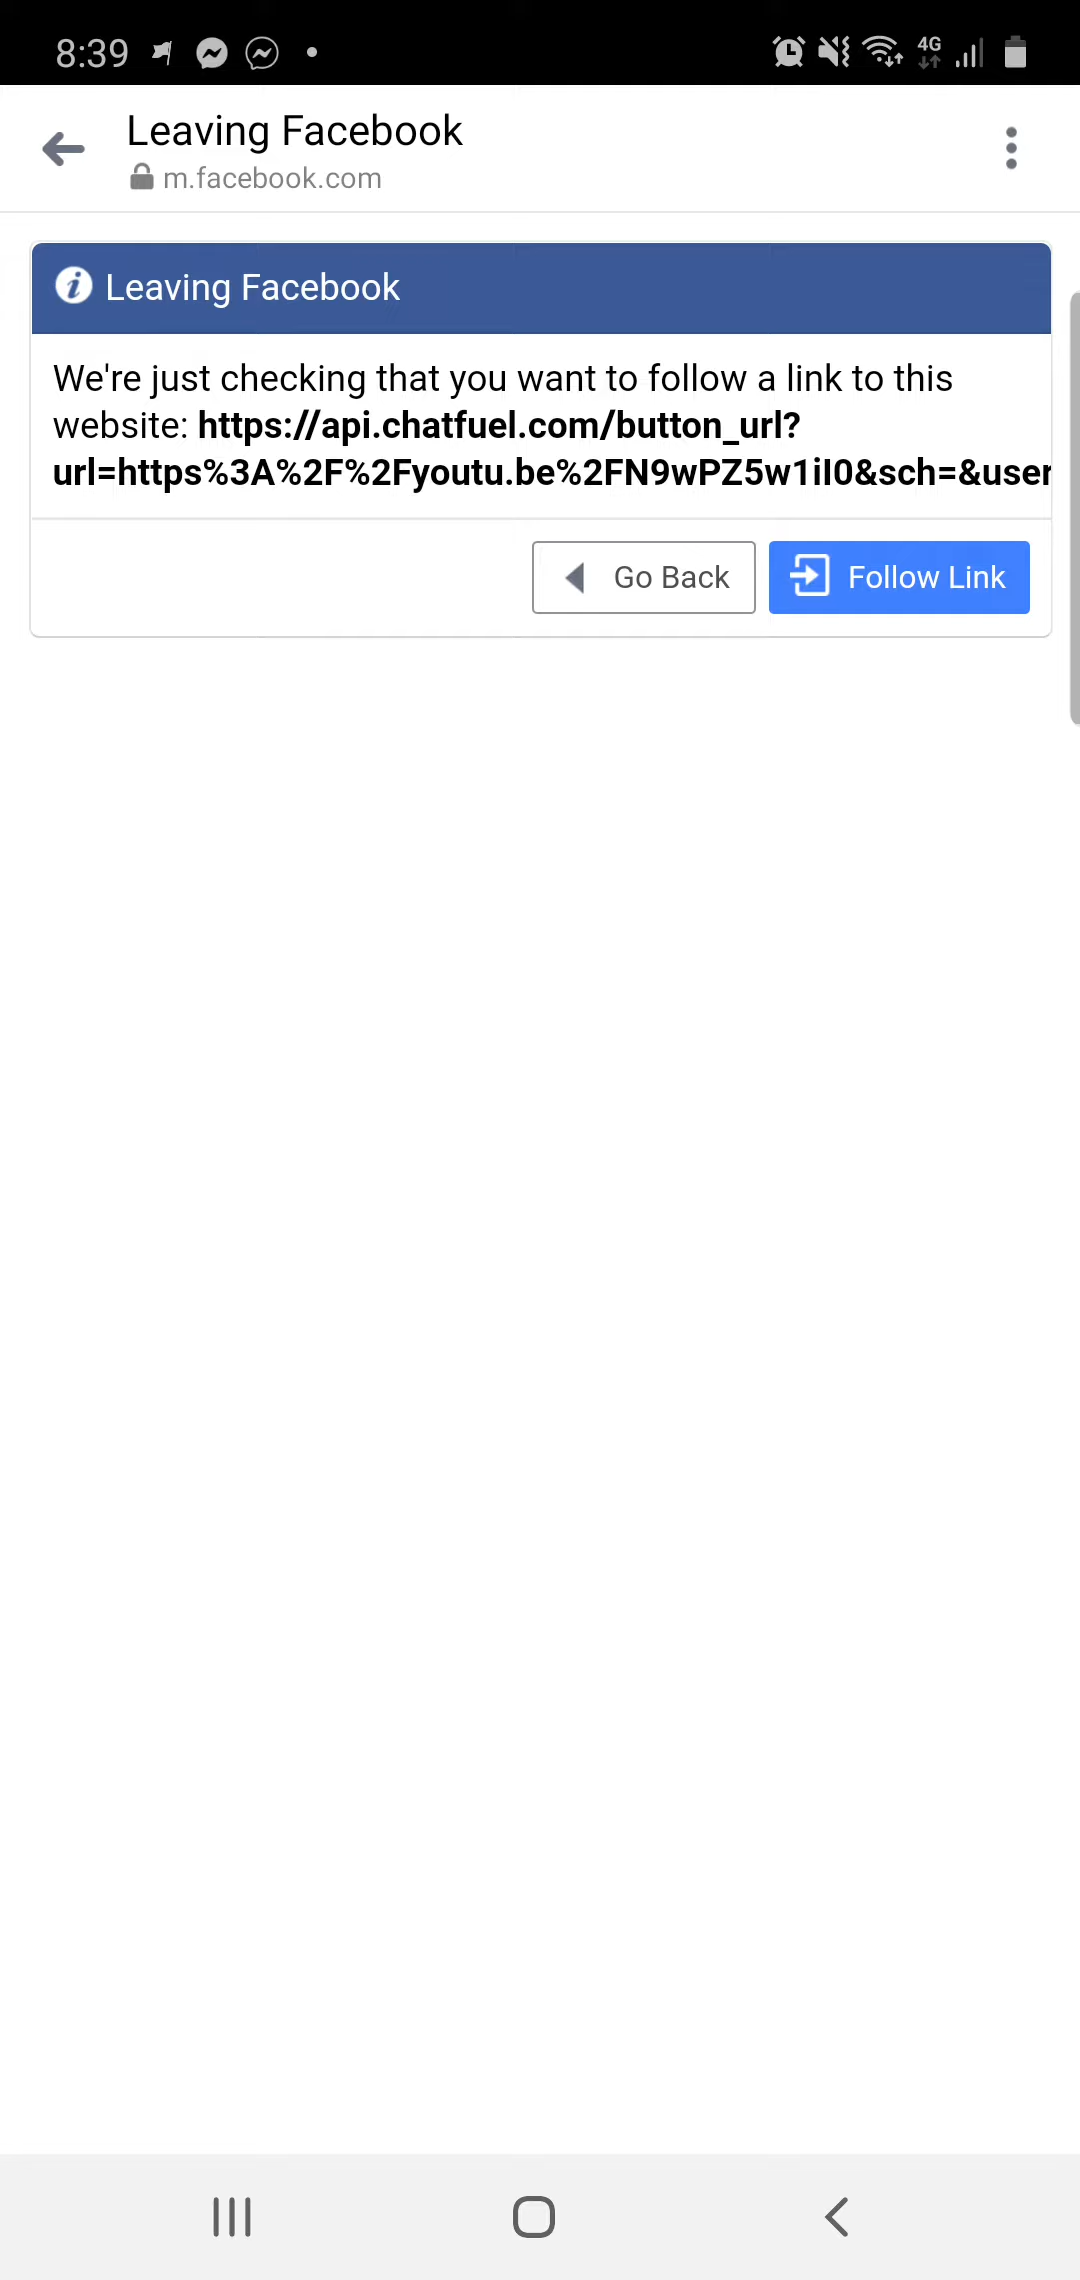 8:39
4G
Leaving Facebook
m.facebook.com
Leaving Facebook
We're just checking that you want to follow a link to this
website: https://api.chatfuel.com/button_url?
url=https%3A%2F%2Fyoutu.be%2FN9wPZ5w1iI0&sch=&user
Go Back
Follow Link